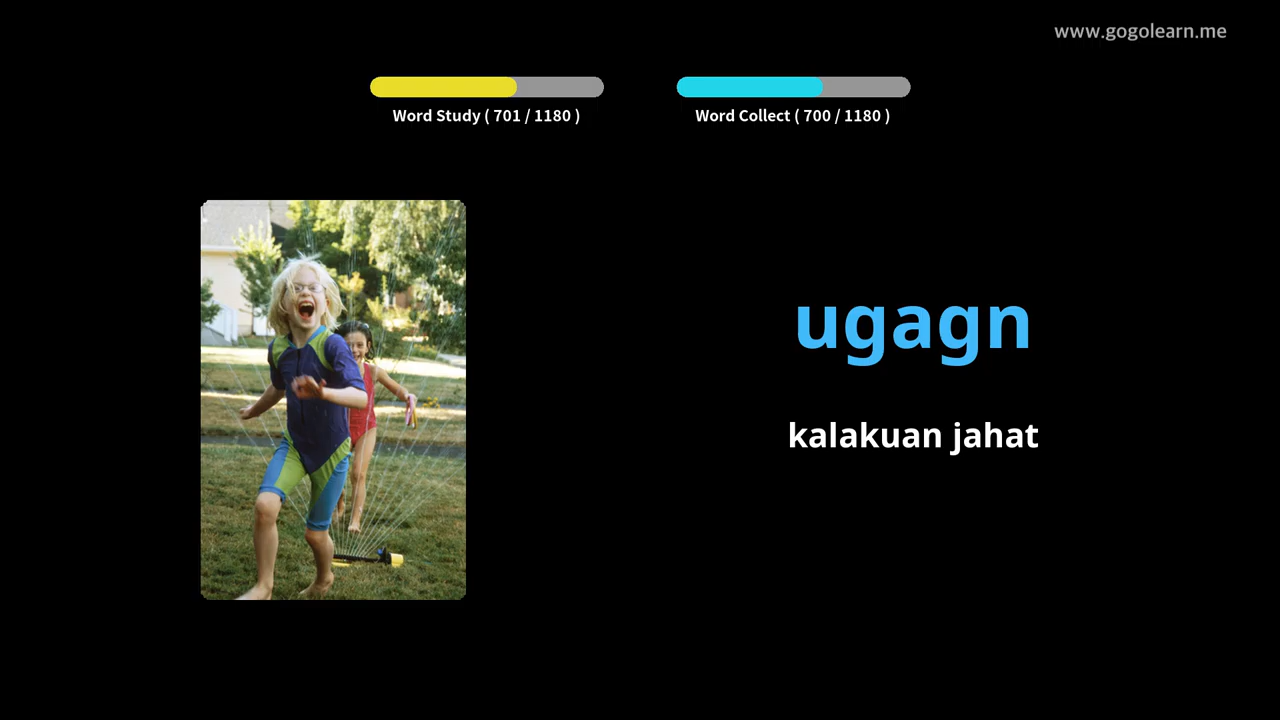 www.gogolearn.me
Word Study ( 701 / 1180 )
Word Collect ( 700 / 1180 )
ugagn
kalakuan jahat